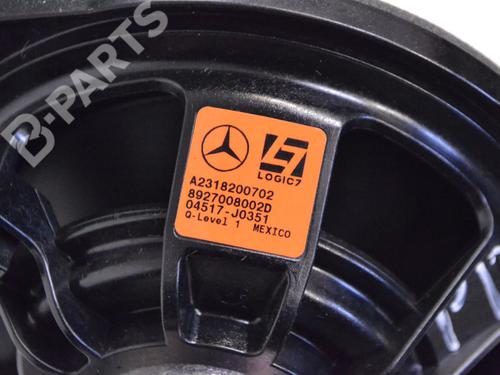 B-PARTS
LOGIC7
A2318200702
8927008002D
04517-J0351
Q-Level 1 MEXICO